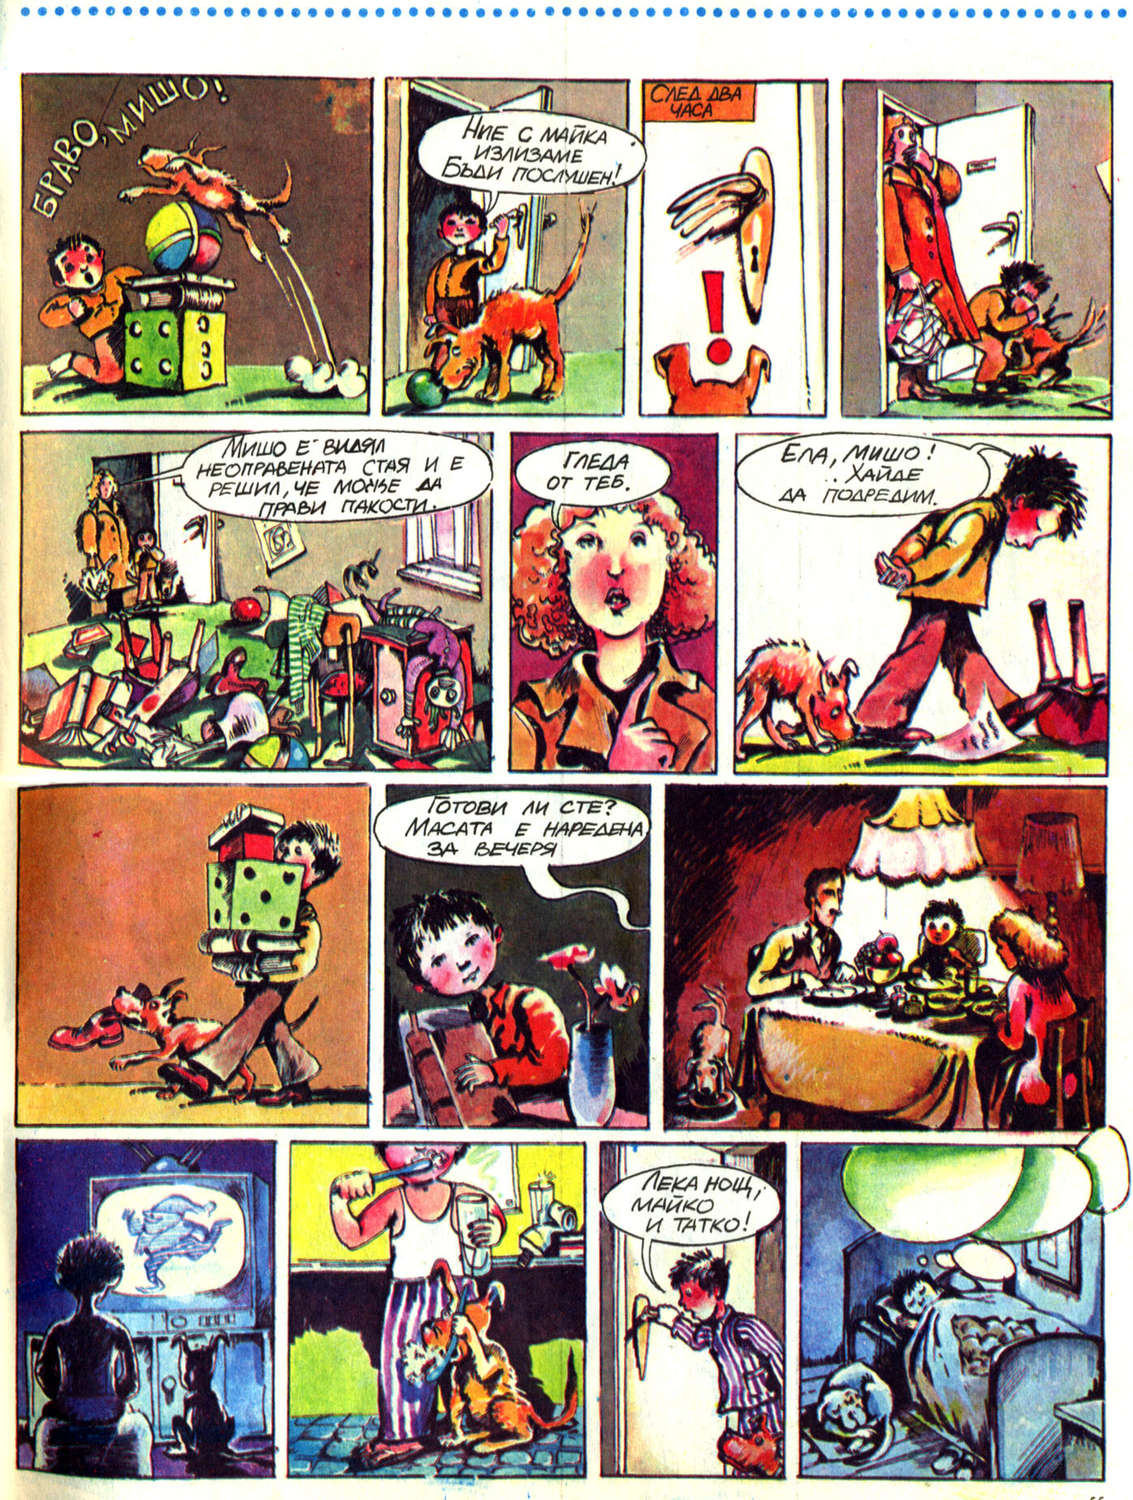 БРАВО, МИШО!
НИЕ С МАЙКА
ИЗЛИЗАМЕ
БЪДИ ПОСЛУШЕН!
СЛЕД ДВА
ЧАСА
МИШО Е ВИДЯЛ
НЕОПРАВЕНАТА СТАЯ И Е
РЕШИЛ, ЧЕ МОЖЕ ДА
ПРАВИ ПАКОСТИ.
ГЛЕДА
ОТ ТЕБ.
ЕЛА, МИШО!
.. ХАЙДЕ
ДА ПОДРЕДИМ.
ГОТОВИ ЛИ СТЕ?
МАСАТА Е НАРЕДЕНА
ЗА ВЕЧЕРЯ
ЛЕКА НОЩ,
МАЙКО
И ТАТКО!